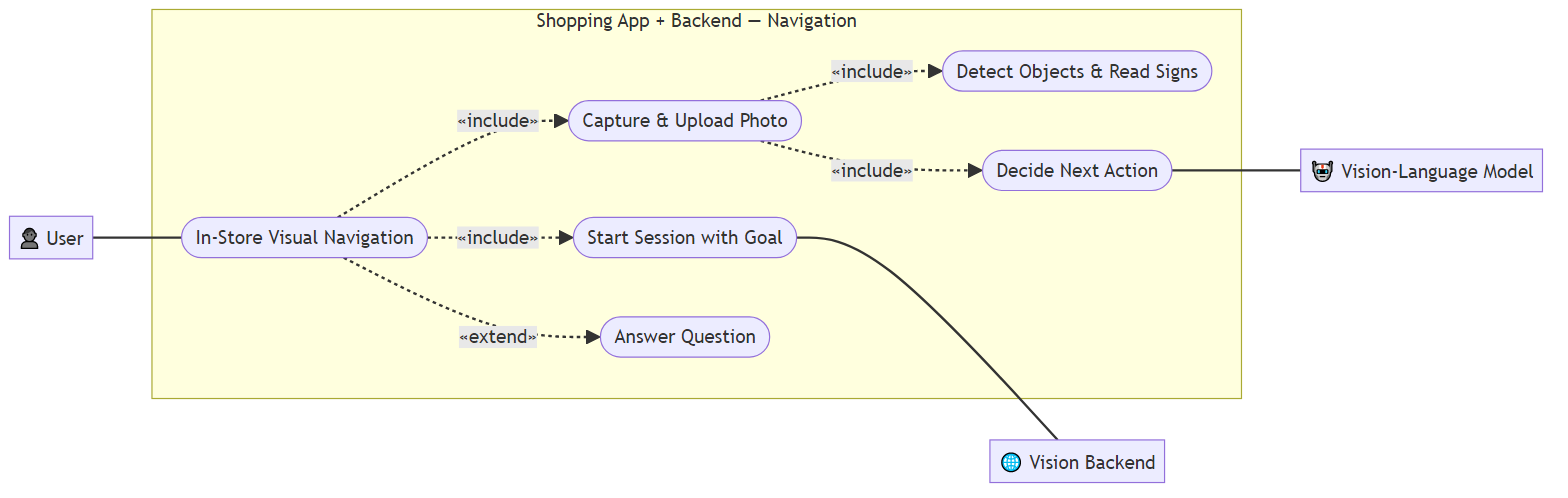 Shopping App + Backend — Navigation
«include»
Detect Objects & Read Signs
«include»
Capture & Upload Photo
«include»
Decide Next Action
Vision-Language Model
User
In-Store Visual Navigation
«include»
Start Session with Goal
«extend»
Answer Question
Vision Backend